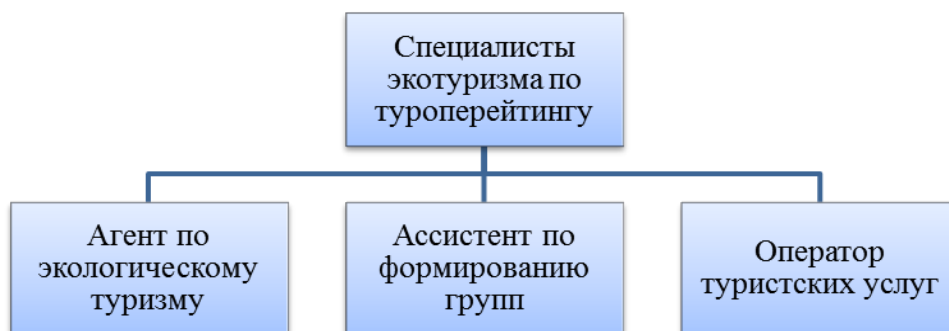 Специалисты
экотуризма по
туроперейтингу
Агент по
экологическому
туризму
Ассистент по
формированию
групп
Оператор
туристских услуг